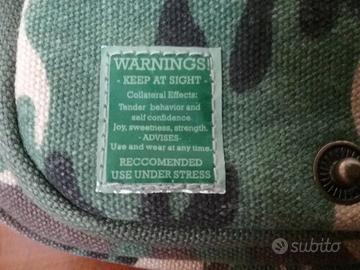 WARNINGS!
- KEEP AT SIGHT -
Collateral Effects:
Tender behavior and
self confidence.
Joy, sweetness, strength.
- ADVISES-
Use and wear at any time.
RECCOMENDED
USE UNDER STRESS
subito